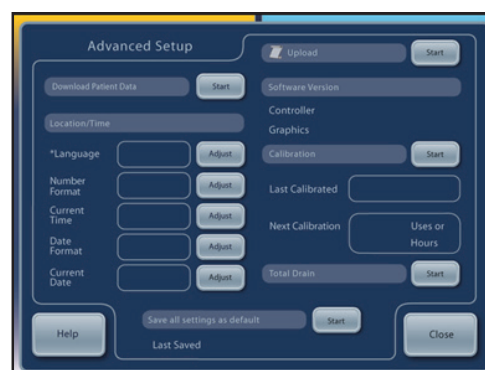 Advanced Setup
Upload
Start
Download Patient Data
Start
Software Version
Location/Time
Controller
Graphics
*Language
Adjust
Calibration
Start
Number
Format
Adjust
Last Calibrated
Current
Time
Adjust
Next Calibration
Uses or
Hours
Date
Format
Adjust
Current
Date
Adjust
Total Drain
Start
Save all settings as default
Start
Last Saved
Help
Close